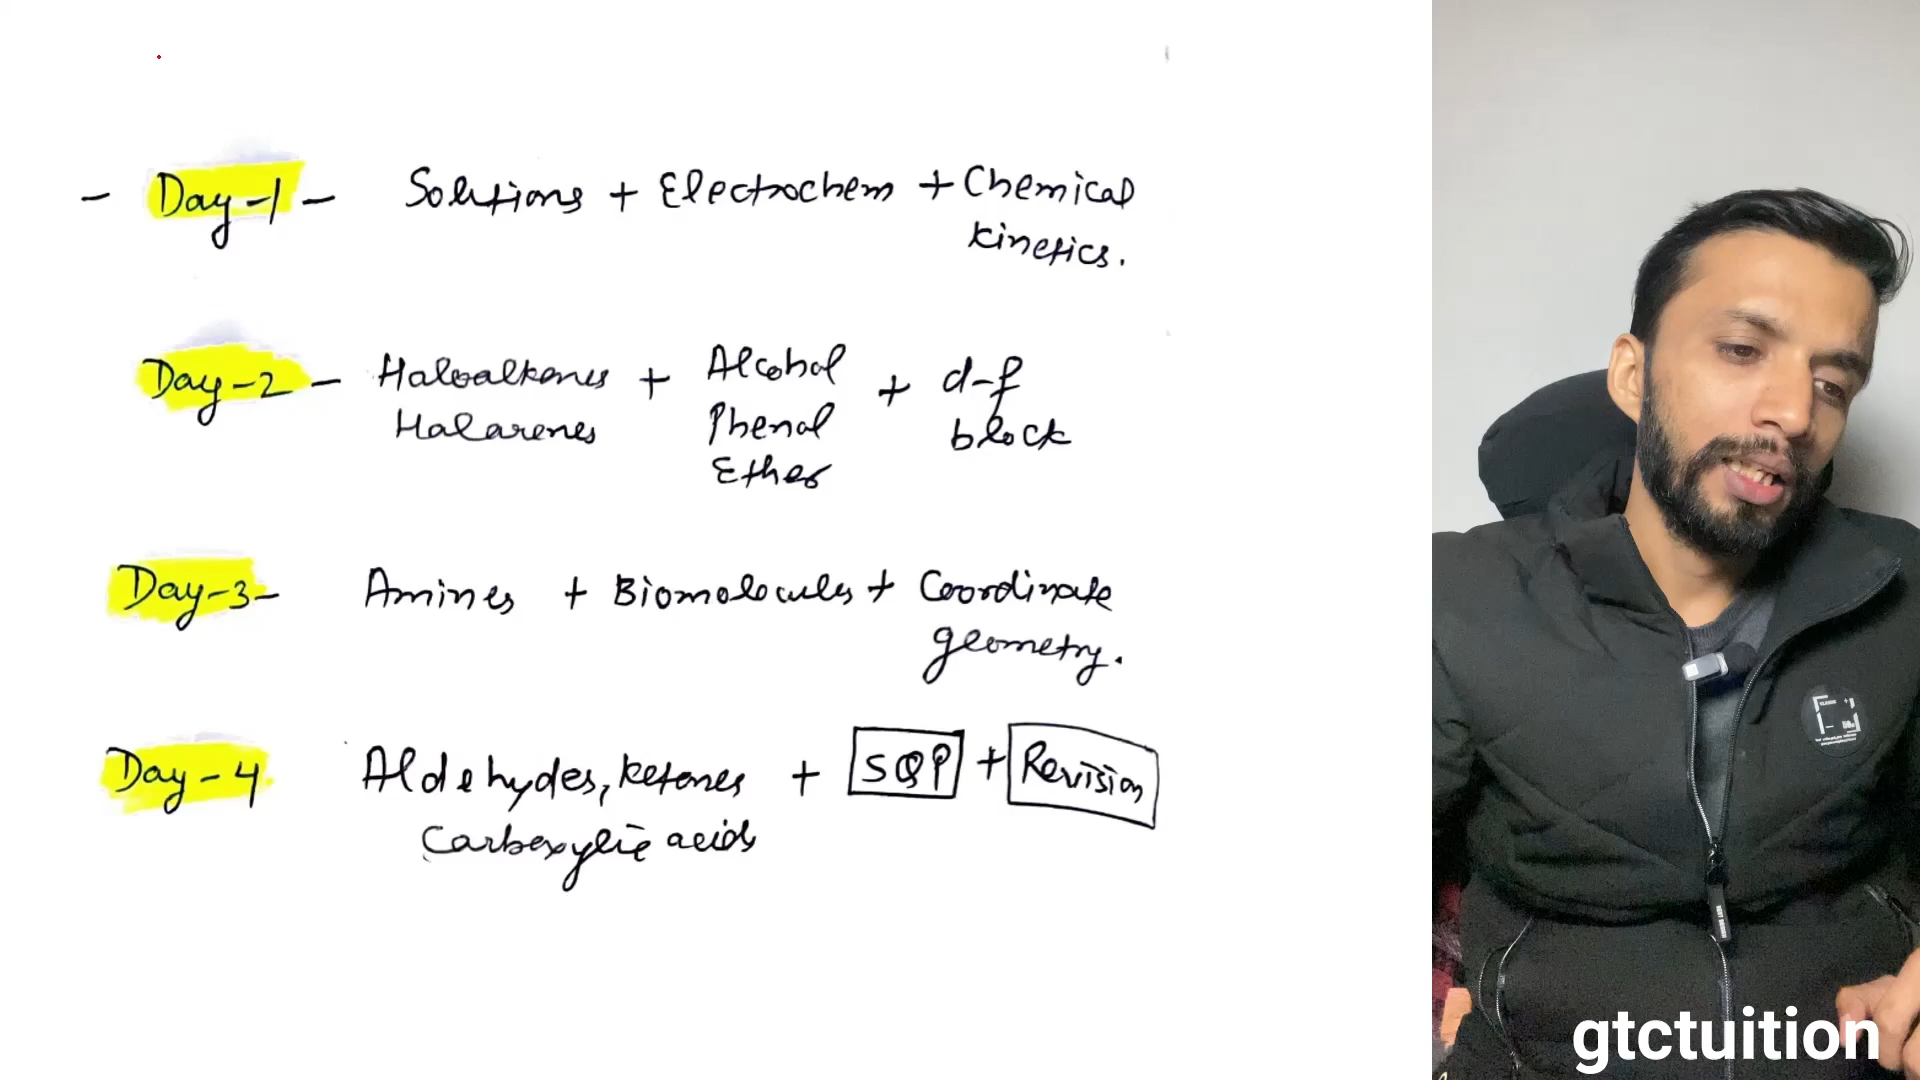 - Day-1 - Solutions + Electrochem + Chemical
kinetics.
Day-2 - Haloalkanes + Alcohol + d-f
Halarenes Phenol block
Ether
Day-3- Amines + Biomolecules + Coordinate
geometry.
Day-4 Aldehydes, ketones + SQP + Revision
Carboxylic acids
gtctuition